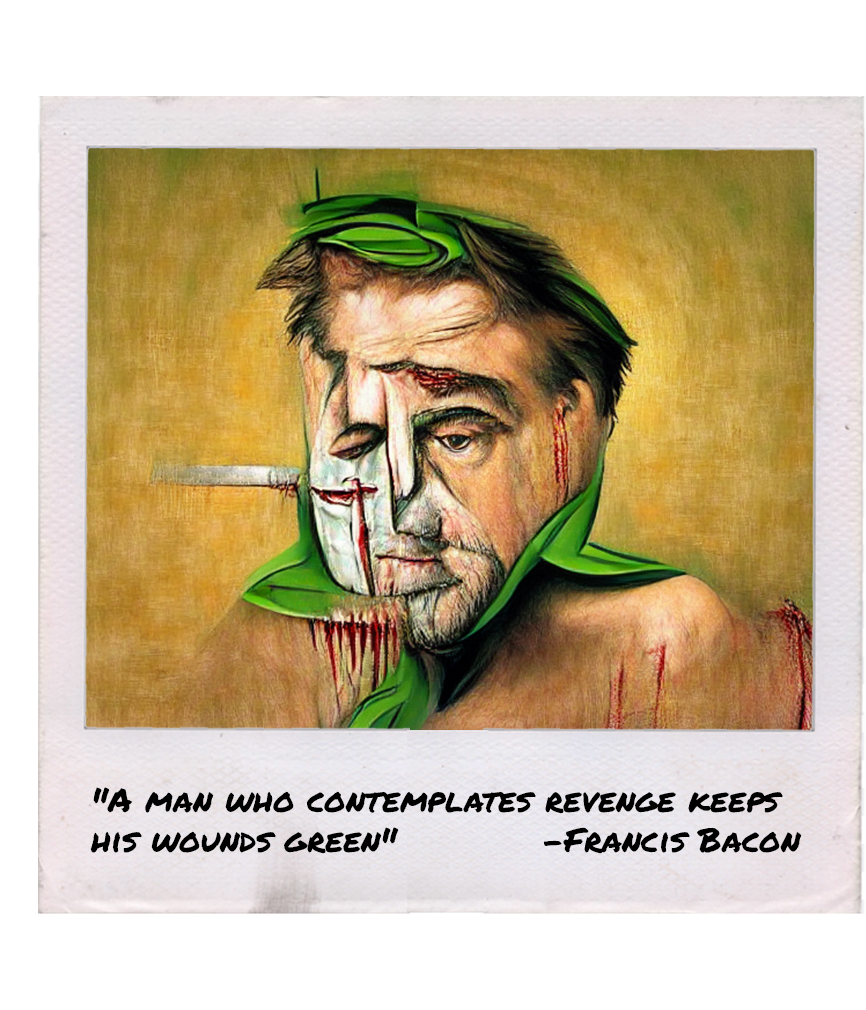 "A MAN WHO CONTEMPLATES REVENGE KEEPS
HIS WOUNDS GREEN" -FRANCIS BACON